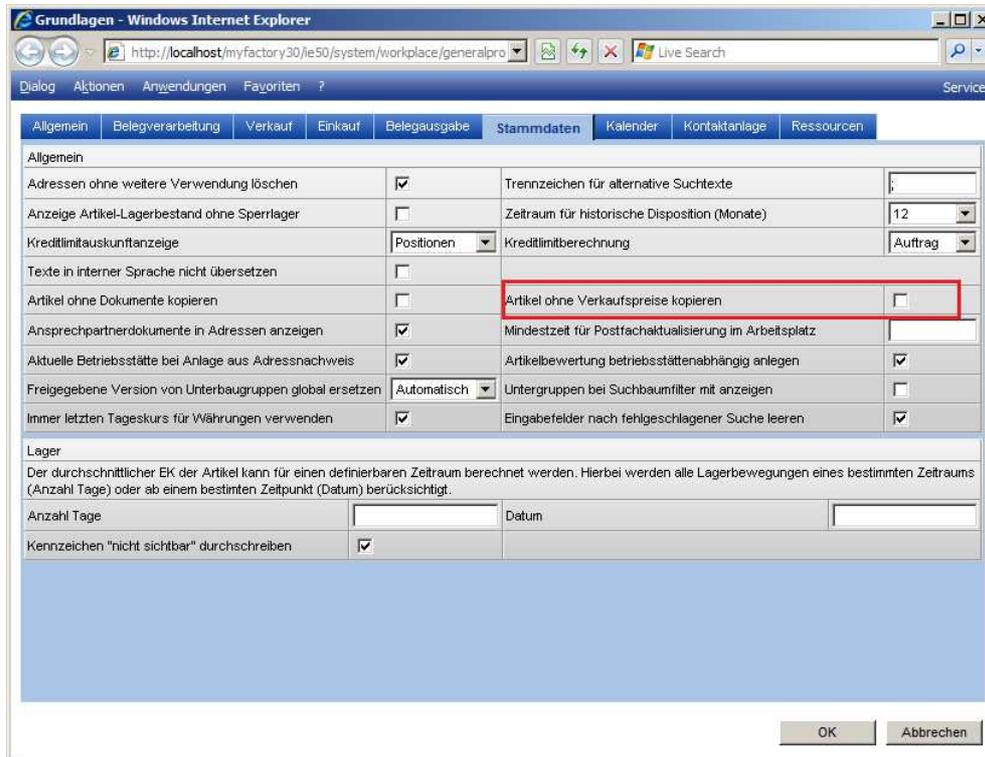 Grundlagen - Windows Internet Explorer
http://localhost/myfactory30/ie50/system/workplace/generalpro
Live Search
Dialog Aktionen Anwendungen Favoriten ? Service
Allgemein Belegverarbeitung Verkauf Einkauf Belegausgabe Stammdaten Kalender Kontaktanlage Ressourcen
Allgemein
Adressen ohne weitere Verwendung löschen Trennzeichen für alternative Suchtexte ;
Anzeige Artikel-Lagerbestand ohne Sperrlager Zeitraum für historische Disposition (Monate) 12
Kreditlimitauskunftanzeige Positionen Kreditlimitberechnung Auftrag
Texte in interner Sprache nicht übersetzen
Artikel ohne Dokumente kopieren Artikel ohne Verkaufspreise kopieren
Ansprechpartnerdokumente in Adressen anzeigen Mindestzeit für Postfachaktualisierung im Arbeitsplatz
Aktuelle Betriebsstätte bei Anlage aus Adressnachweis Artikelbewertung betriebsstättenabhängig anlegen
Freigegebene Version von Unterbaugruppen global ersetzen Automatisch Untergruppen bei Suchbaumfilter mit anzeigen
Immer letzten Tageskurs für Währungen verwenden Eingabefelder nach fehlgeschlagener Suche leeren
Lager
Der durchschnittlicher EK der Artikel kann für einen definierbaren Zeitraum berechnet werden. Hierbei werden alle Lagerbewegungen eines bestimmten Zeitraums
(Anzahl Tage) oder ab einem bestimten Zeitpunkt (Datum) berücksichtigt.
Anzahl Tage Datum
Kennzeichen "nicht sichtbar" durchschreiben
OK Abbrechen